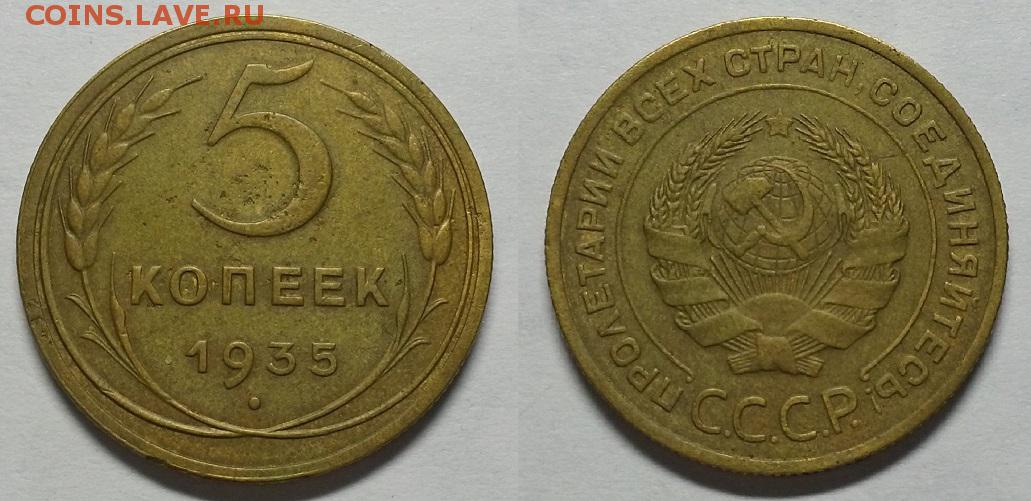 COINS.LAVE.RU
5
КОПЕЕК
1935
ПРОЛЕТАРИИ ВСЕХ СТРАН, СОЕДИНЯЙТЕСЬ!
С.С.С.Р.